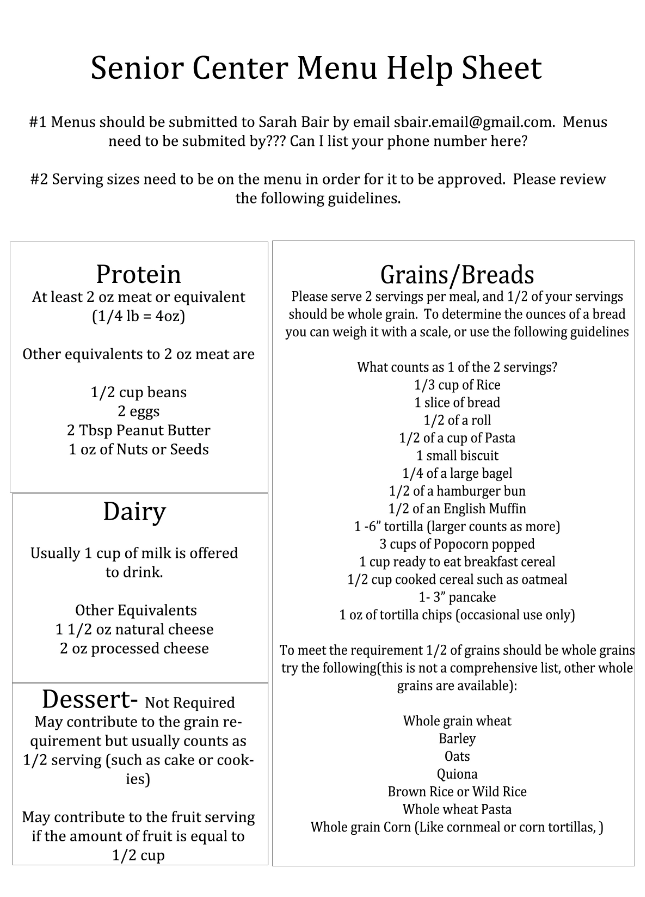 Senior Center Menu Help Sheet
#1 Menus should be submitted to Sarah Bair by email sbair.email@gmail.com.  Menus
need to be submited by??? Can I list your phone number here?
#2 Serving sizes need to be on the menu in order for it to be approved.  Please review
the following guidelines.
Protein
At least 2 oz meat or equivalent
(1/4 lb = 4oz)
Other equivalents to 2 oz meat are
1/2 cup beans
2 eggs
2 Tbsp Peanut Butter
1 oz of Nuts or Seeds
Dairy
Usually 1 cup of milk is offered
to drink.
Other Equivalents
1 1/2 oz natural cheese
2 oz processed cheese
Dessert- Not Required
May contribute to the grain re-
quirement but usually counts as
1/2 serving (such as cake or cook-
ies)
May contribute to the fruit serving
if the amount of fruit is equal to
1/2 cup
Grains/Breads
Please serve 2 servings per meal, and 1/2 of your servings
should be whole grain.  To determine the ounces of a bread
you can weigh it with a scale, or use the following guidelines
What counts as 1 of the 2 servings?
1/3 cup of Rice
1 slice of bread
1/2 of a roll
1/2 of a cup of Pasta
1 small biscuit
1/4 of a large bagel
1/2 of a hamburger bun
1/2 of an English Muffin
1 -6” tortilla (larger counts as more)
3 cups of Popocorn popped
1 cup ready to eat breakfast cereal
1/2 cup cooked cereal such as oatmeal
1- 3” pancake
1 oz of tortilla chips (occasional use only)
To meet the requirement 1/2 of grains should be whole grains
try the following(this is not a comprehensive list, other whole
grains are available):
Whole grain wheat
Barley
Oats
Quiona
Brown Rice or Wild Rice
Whole wheat Pasta
Whole grain Corn (Like cornmeal or corn tortillas, )